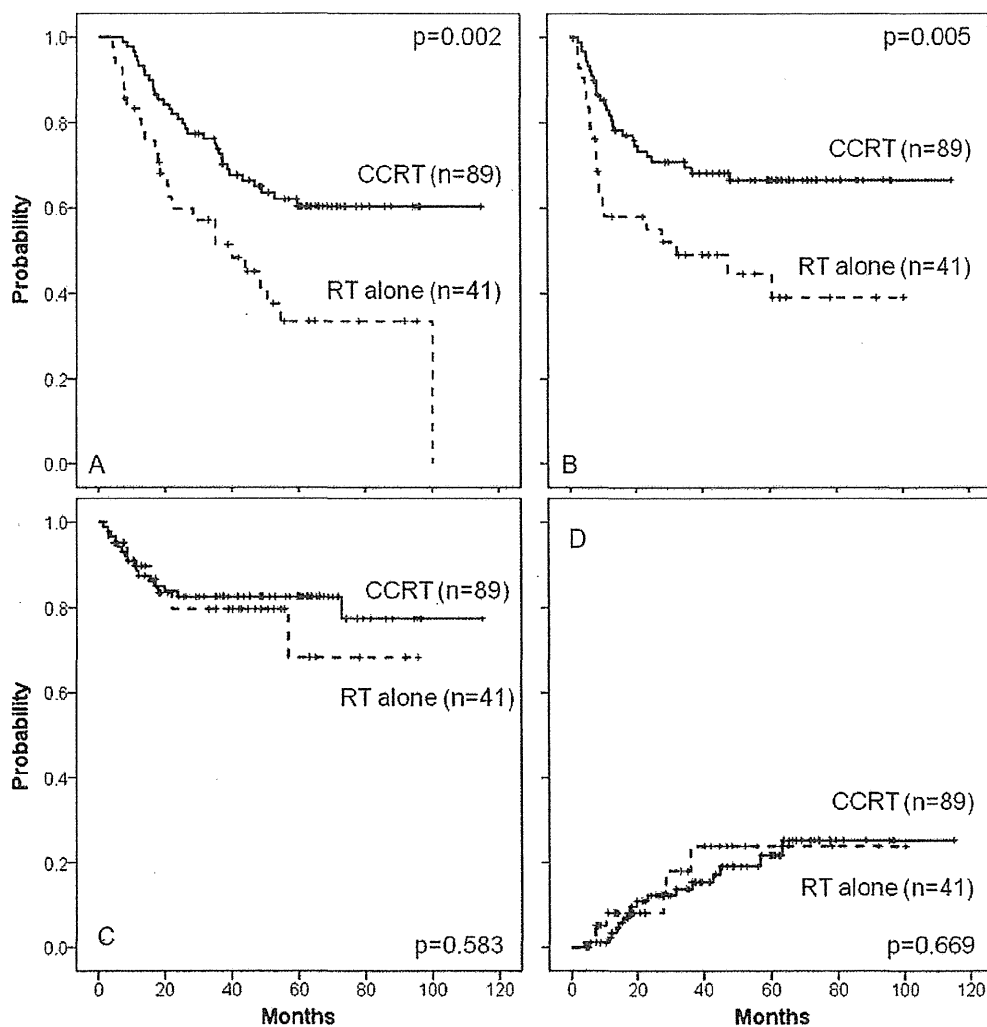 p=0.002
1.0
0.8
0.6
0.4
0.2
0.0
Probability
CCRT (n=89)
RT alone (n=41)
A
p=0.005
CCRT (n=89)
RT alone (n=41)
B
1.0
0.8
0.6
0.4
0.2
0.0
Probability
CCRT (n=89)
RT alone (n=41)
C
p=0.583
0 20 40 60 80 100 120
Months
D
CCRT (n=89)
RT alone (n=41)
p=0.669
0 20 40 60 80 100 120
Months